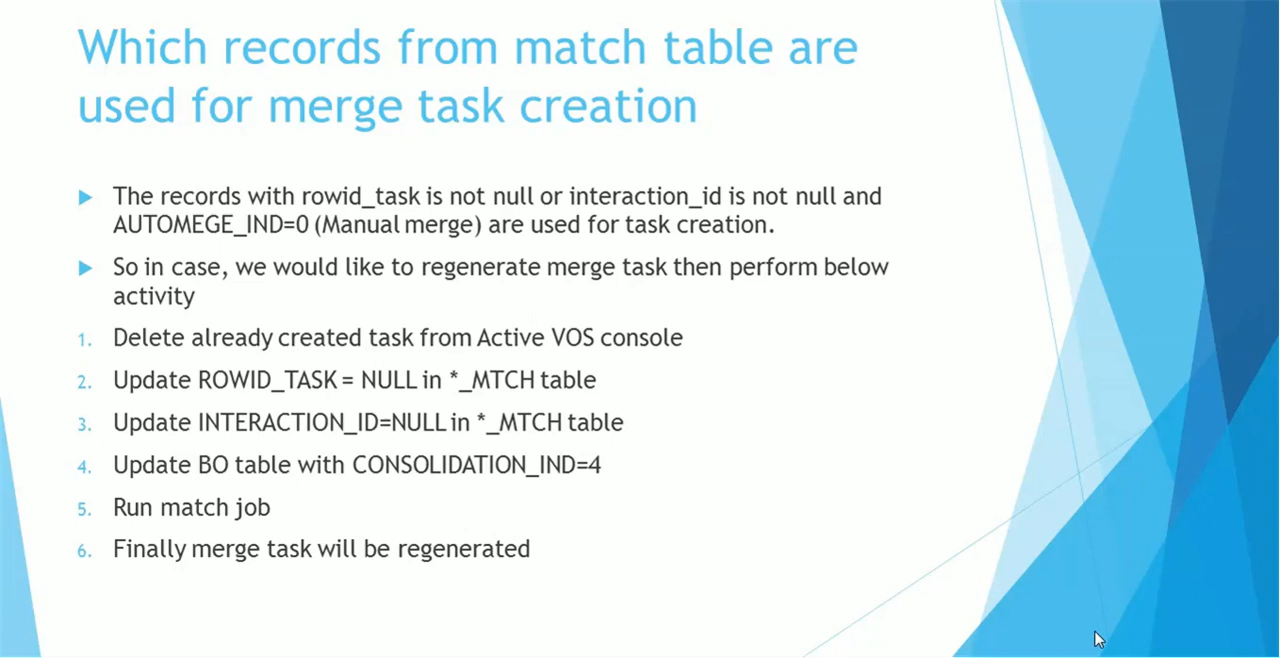 Which records from match table are
used for merge task creation
The records with rowid_task is not null or interaction_id is not null and
AUTOMEGE_IND=0 (Manual merge) are used for task creation.
So in case, we would like to regenerate merge task then perform below
activity
1. Delete already created task from Active VOS console
2. Update ROWID_TASK = NULL in *_MTCH table
3. Update INTERACTION_ID=NULL in *_MTCH table
4. Update BO table with CONSOLIDATION_IND=4
5. Run match job
6. Finally merge task will be regenerated